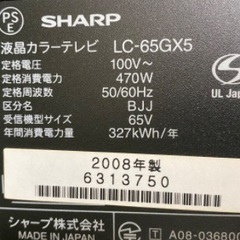 PS
E
SHARP
液晶カラーテレビ LC-65GX5
定格電圧 100V~
定格消費電力 470W
定格周波数 50/60Hz
区分名 BJJ
受信機型サイズ 65V
年間消費電力量 327kWh/年
S
UL Japa
2008年製
6313750
シャープ株式会社
MADE IN JAPAN
T A08-036800